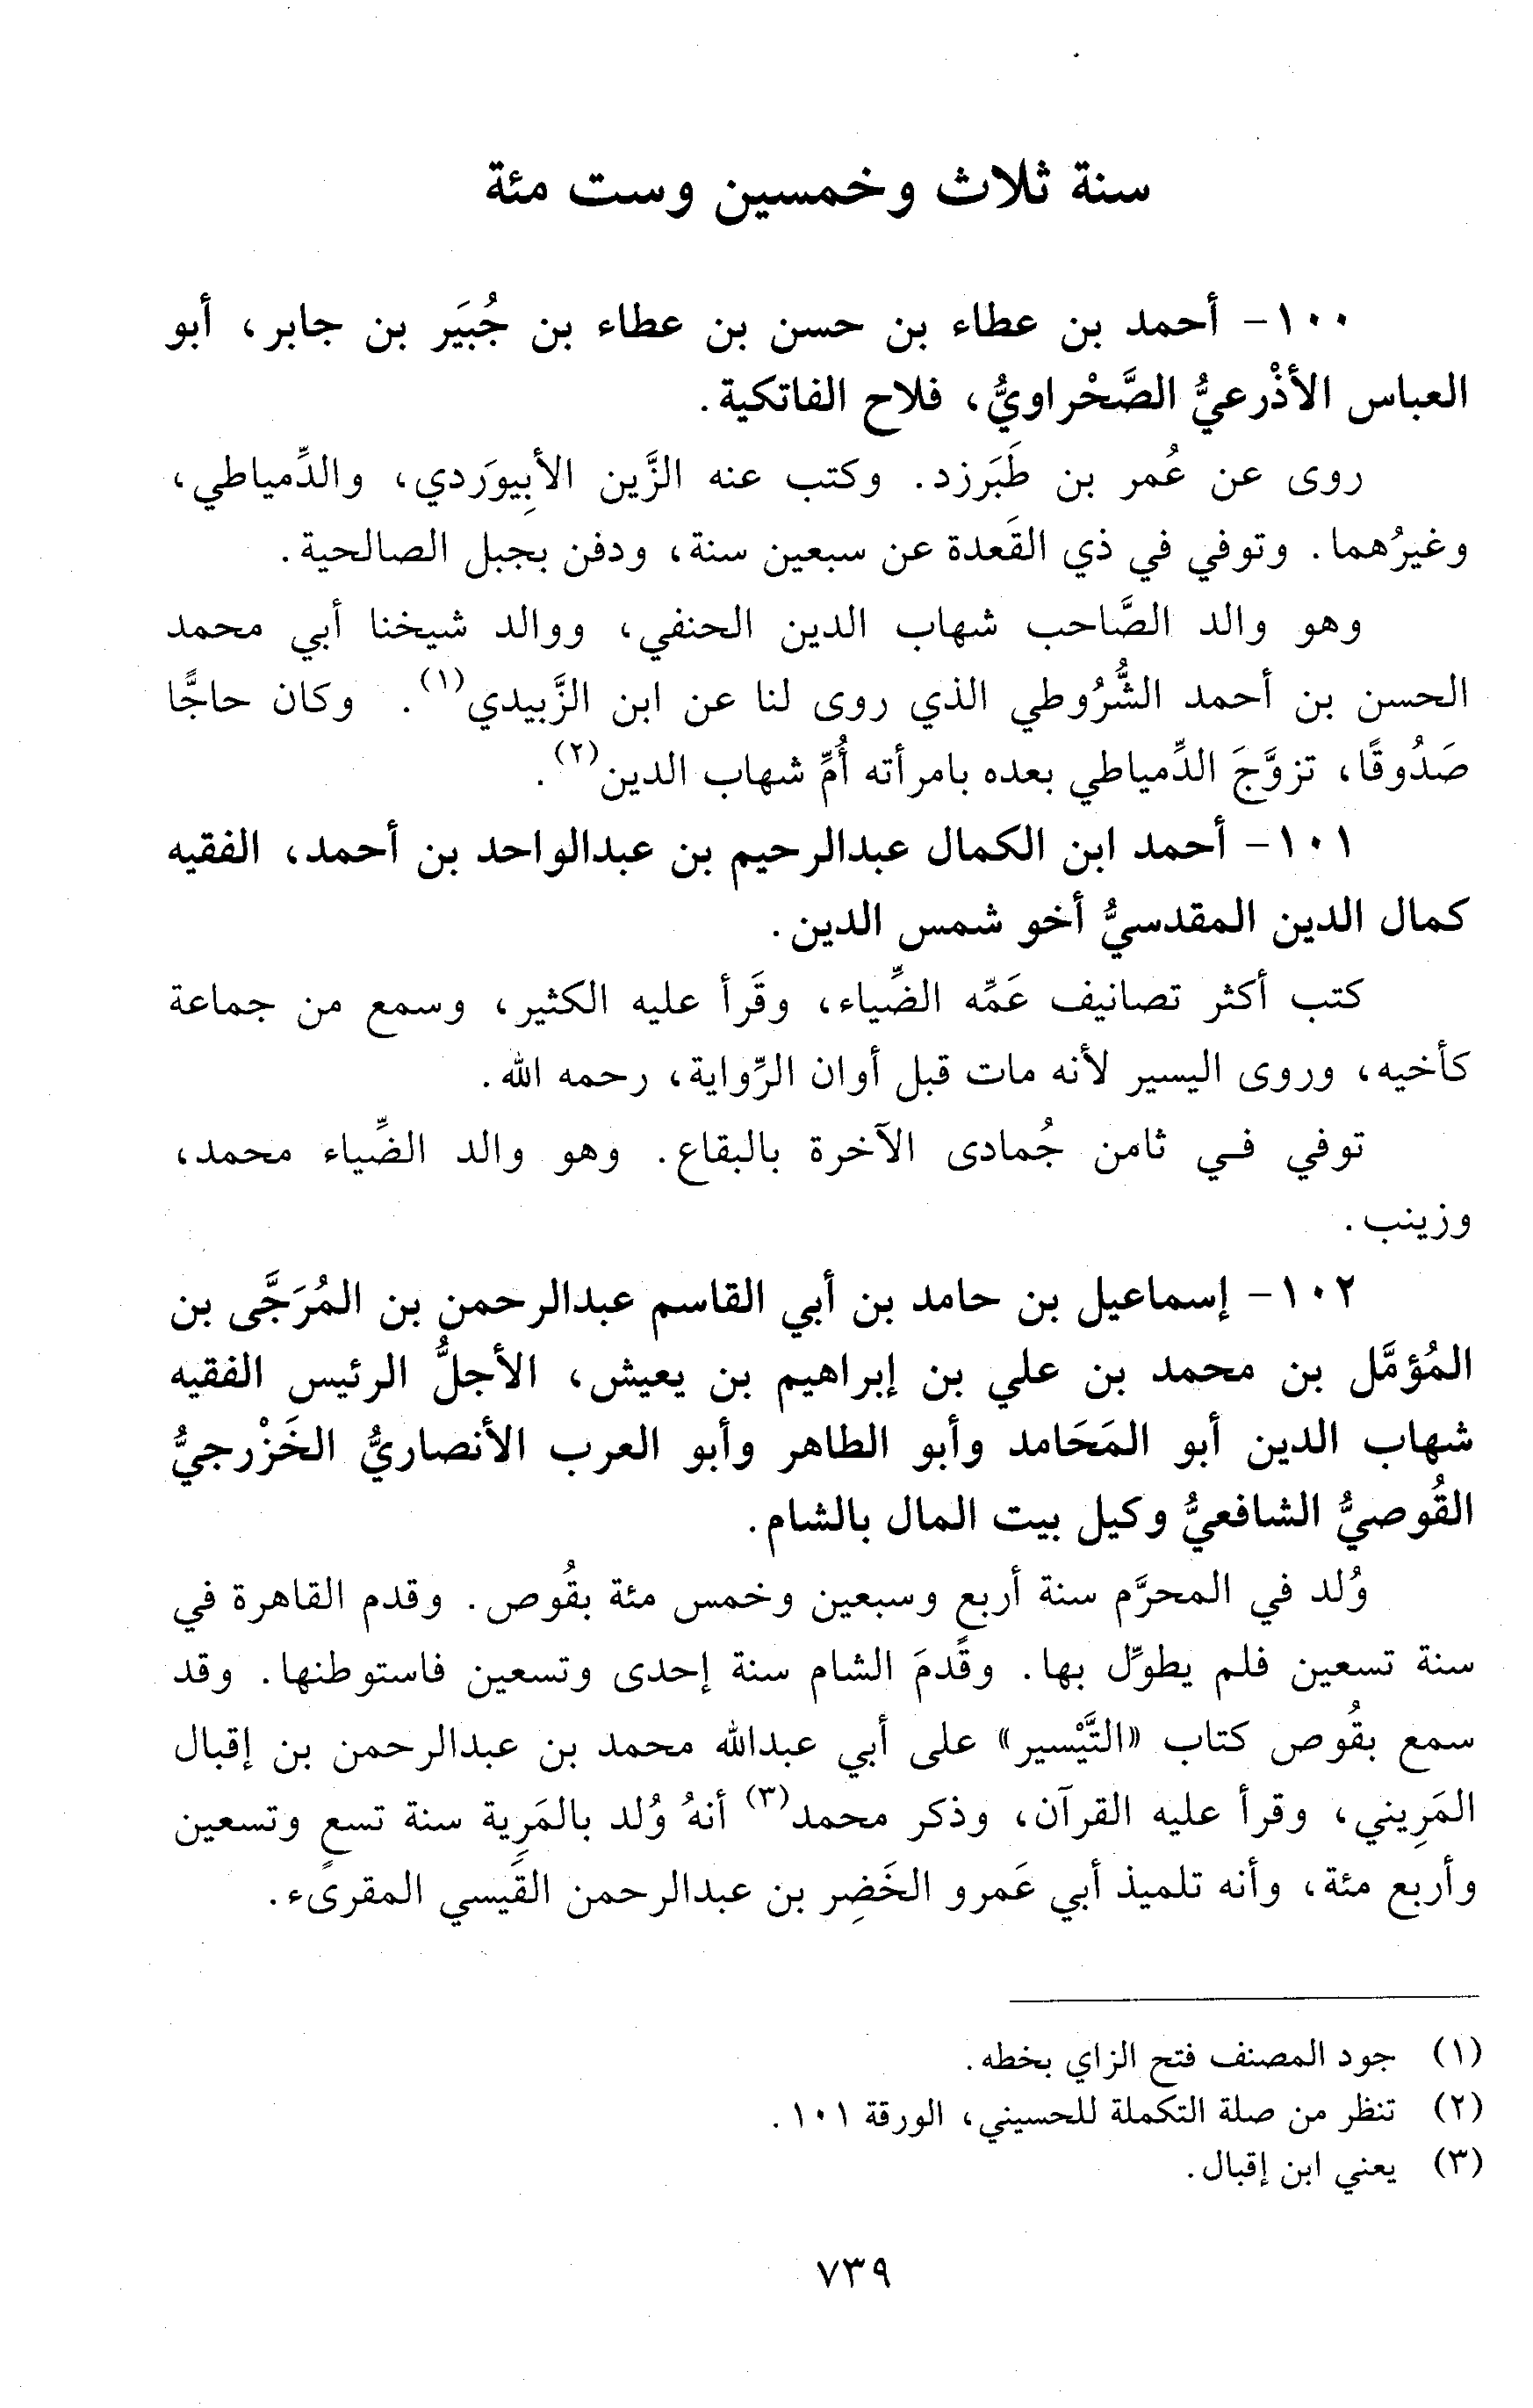 سنة ثلاث وخمسين وست مئة
١٠٠- أحمد بن عطاء بن حسن بن عطاء بن جُبَير بن جابر، أبو
العباس الأذْرعيُّ الصَّحْراويُّ، فلاح الفاتكية.
روى عن عُمر بن طَبَرزد. وكتب عنه الزَّين الأبِيوَردي، والدِّمياطي،
وغيرُهما. وتوفي في ذي القَعدة عن سبعين سنة، ودفن بجبل الصالحية.
وهو والد الصَّاحب شهاب الدين الحنفي، ووالد شيخنا أبي محمد
الحسن بن أحمد الشُّرُوطي الذي روى لنا عن ابن الزَّبيدي(١). وكان حاجًّا
صَدُوقًا، تزوَّجَ الدِّمياطي بعده بامرأته أُمِّ شهاب الدين(٢).
١٠١- أحمد ابن الكمال عبدالرحيم بن عبدالواحد بن أحمد، الفقيه
كمال الدين المقدسيُّ أخو شمس الدين.
كتب أكثر تصانيف عَمِّه الضِّياء، وقَرأ عليه الكثير، وسمع من جماعة
كأخيه، وروى اليسير لأنه مات قبل أوان الرِّواية، رحمه الله.
توفي في ثامن جُمادى الآخرة بالبقاع. وهو والد الضِّياء محمد،
وزينب.
١٠٢- إسماعيل بن حامد بن أبي القاسم عبدالرحمن بن المُرَجَّى بن
المُؤمَّل بن محمد بن علي بن إبراهيم بن يعيش، الأجلُّ الرئيس الفقيه
شهاب الدين أبو المَحَامد وأبو الطاهر وأبو العرب الأنصاريُّ الخَزْرجيُّ
القُوصيُّ الشافعيُّ وكيل بيت المال بالشام.
وُلد في المحرَّم سنة أربع وسبعين وخمس مئة بقُوص. وقدم القاهرة في
سنة تسعين فلم يطوِّل بها. وقَدمَ الشام سنة إحدى وتسعين فاستوطنها. وقد
سمع بقُوص كتاب «التَّيْسير» على أبي عبدالله محمد بن عبدالرحمن بن إقبال
المَرِيني، وقرأ عليه القرآن، وذكر محمد(٣) أنهُ وُلد بالمَرِية سنة تسعٍ وتسعين
وأربع مئة، وأنه تلميذ أبي عَمرو الخَضِر بن عبدالرحمن القَيسي المقرىء.
(١) جود المصنف فتح الزاي بخطه.
(٢) تنظر من صلة التكملة للحسيني، الورقة ١٠١.
(٣) يعني ابن إقبال.
٧٣٩